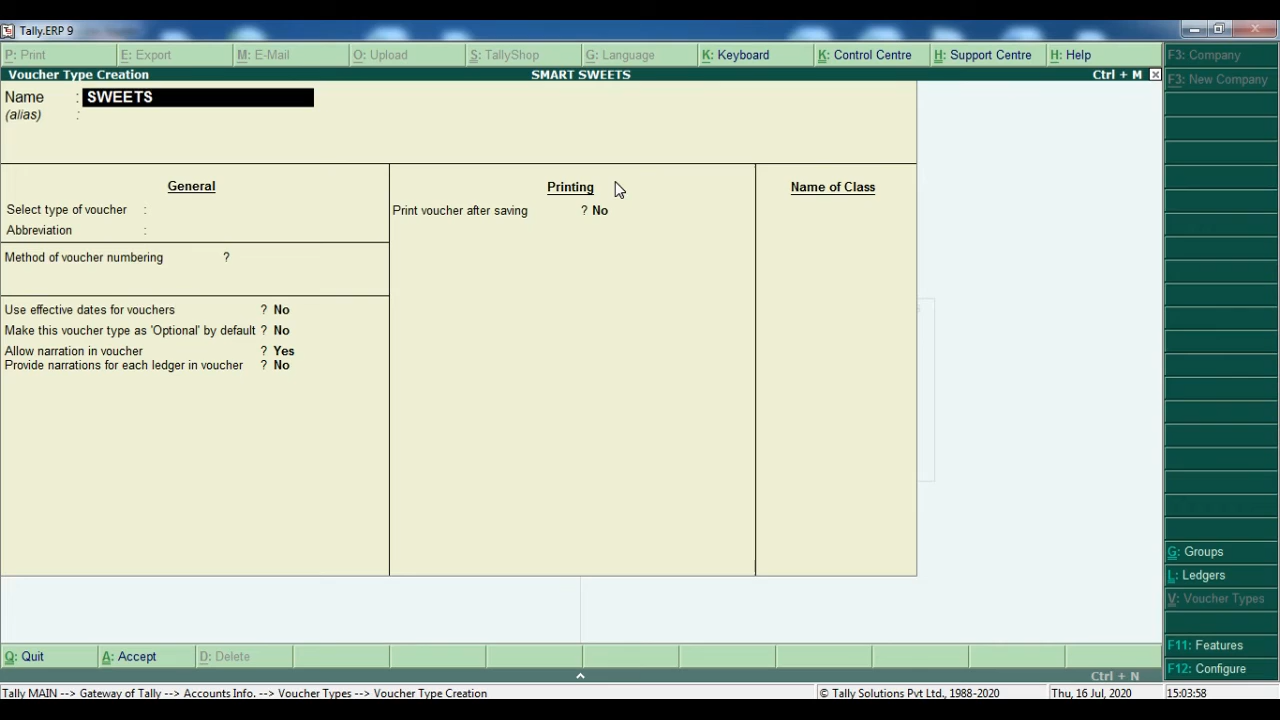 Tally.ERP 9
P: Print E: Export M: E-Mail O: Upload S: TallyShop G: Language K: Keyboard K: Control Centre H: Support Centre H: Help
F3: Company
Voucher Type Creation SMART SWEETS Ctrl + M
F3: New Company
Name : SWEETS
(alias) :
General Printing Name of Class
Select type of voucher : Print voucher after saving ? No
Abbreviation :
Method of voucher numbering ?
Use effective dates for vouchers ? No
Make this voucher type as 'Optional' by default ? No
Allow narration in voucher ? Yes
Provide narrations for each ledger in voucher ? No
G: Groups
L: Ledgers
V: Voucher Types
F11: Features
F12: Configure
Q: Quit A: Accept D: Delete
Ctrl + N
Tally MAIN --> Gateway of Tally --> Accounts Info. --> Voucher Types --> Voucher Type Creation © Tally Solutions Pvt Ltd., 1988-2020 Thu, 16 Jul, 2020 15:03:58